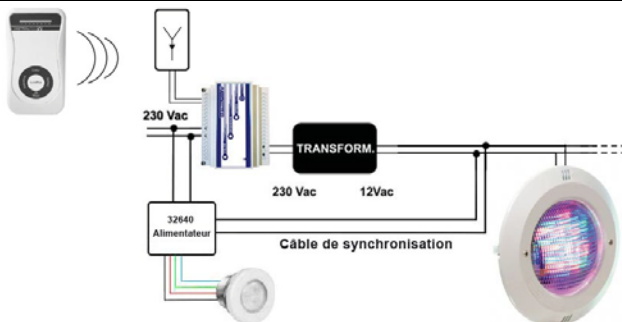 230 Vac
TRANSFORM.
230 Vac
12Vac
32640
Alimentateur
Câble de synchronisation